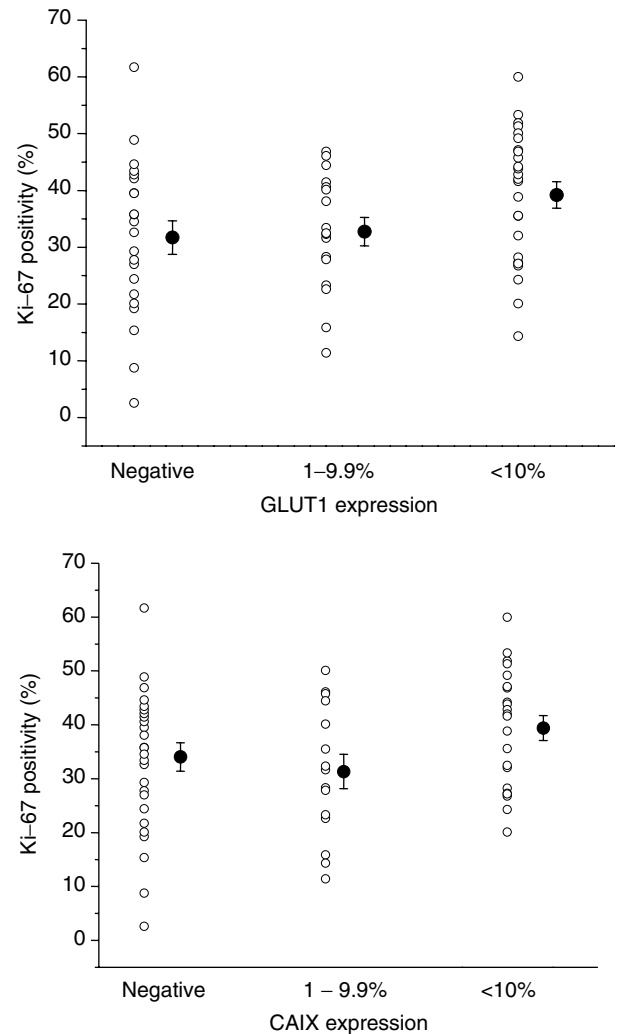 70
60
50
40
30
20
10
0
Ki–67 positivity (%)
Negative 1–9.9% <10%
GLUT1 expression
70
60
50
40
30
20
10
0
Ki–67 positivity (%)
Negative 1 – 9.9% <10%
CAIX expression